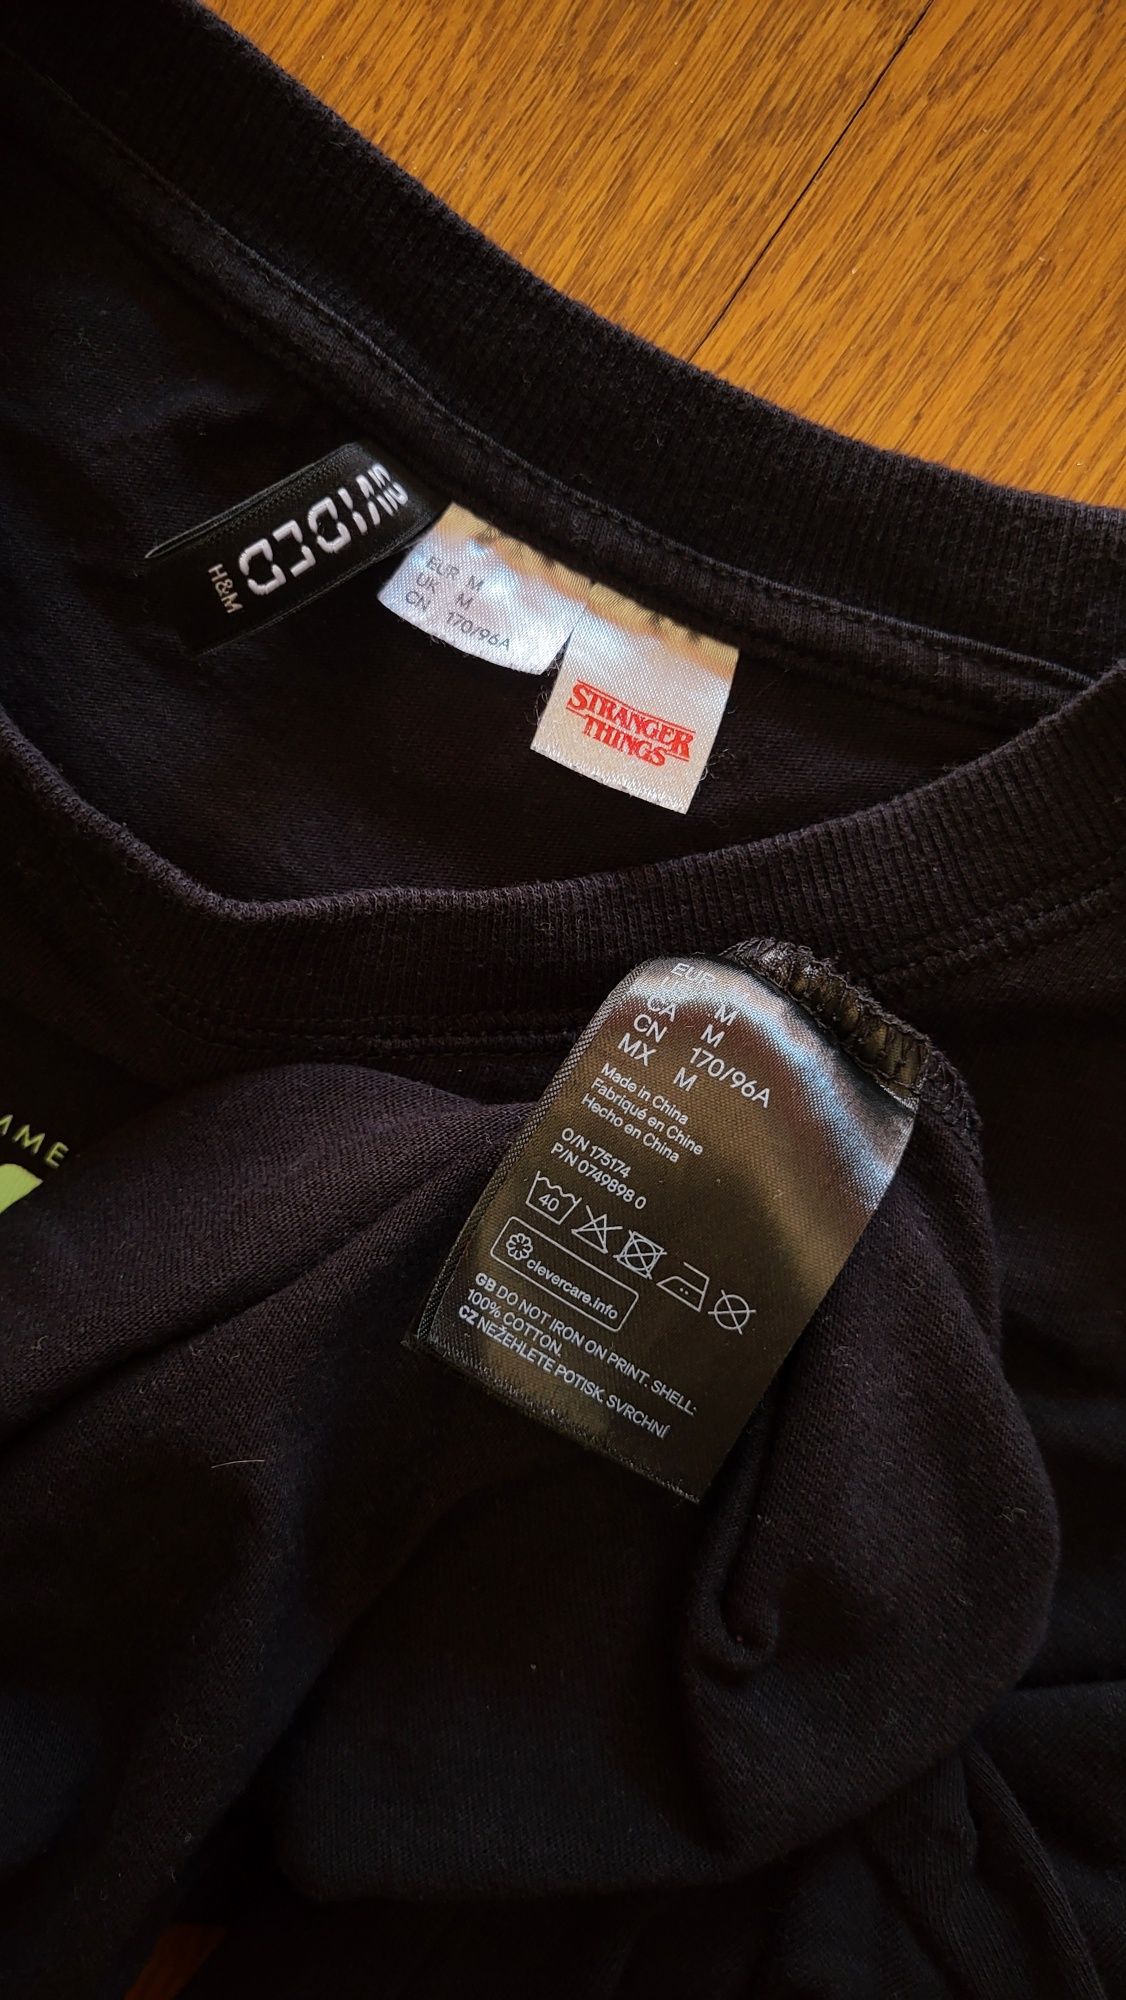 DIVIDED
H&M
EUR M
UK M
CN 170/96A
STRANGER
THINGS
MME
EUR M
CA M
CN 170/96A
MX M
Made in China
Fabriqué en Chine
Hecho en China
O/N 175174
P/N 0749898 0
40
clevercare.info
GB DO NOT IRON ON PRINT. SHELL:
100% COTTON.
CZ NEŽEHLETE POTISK. SVRCHNÍ